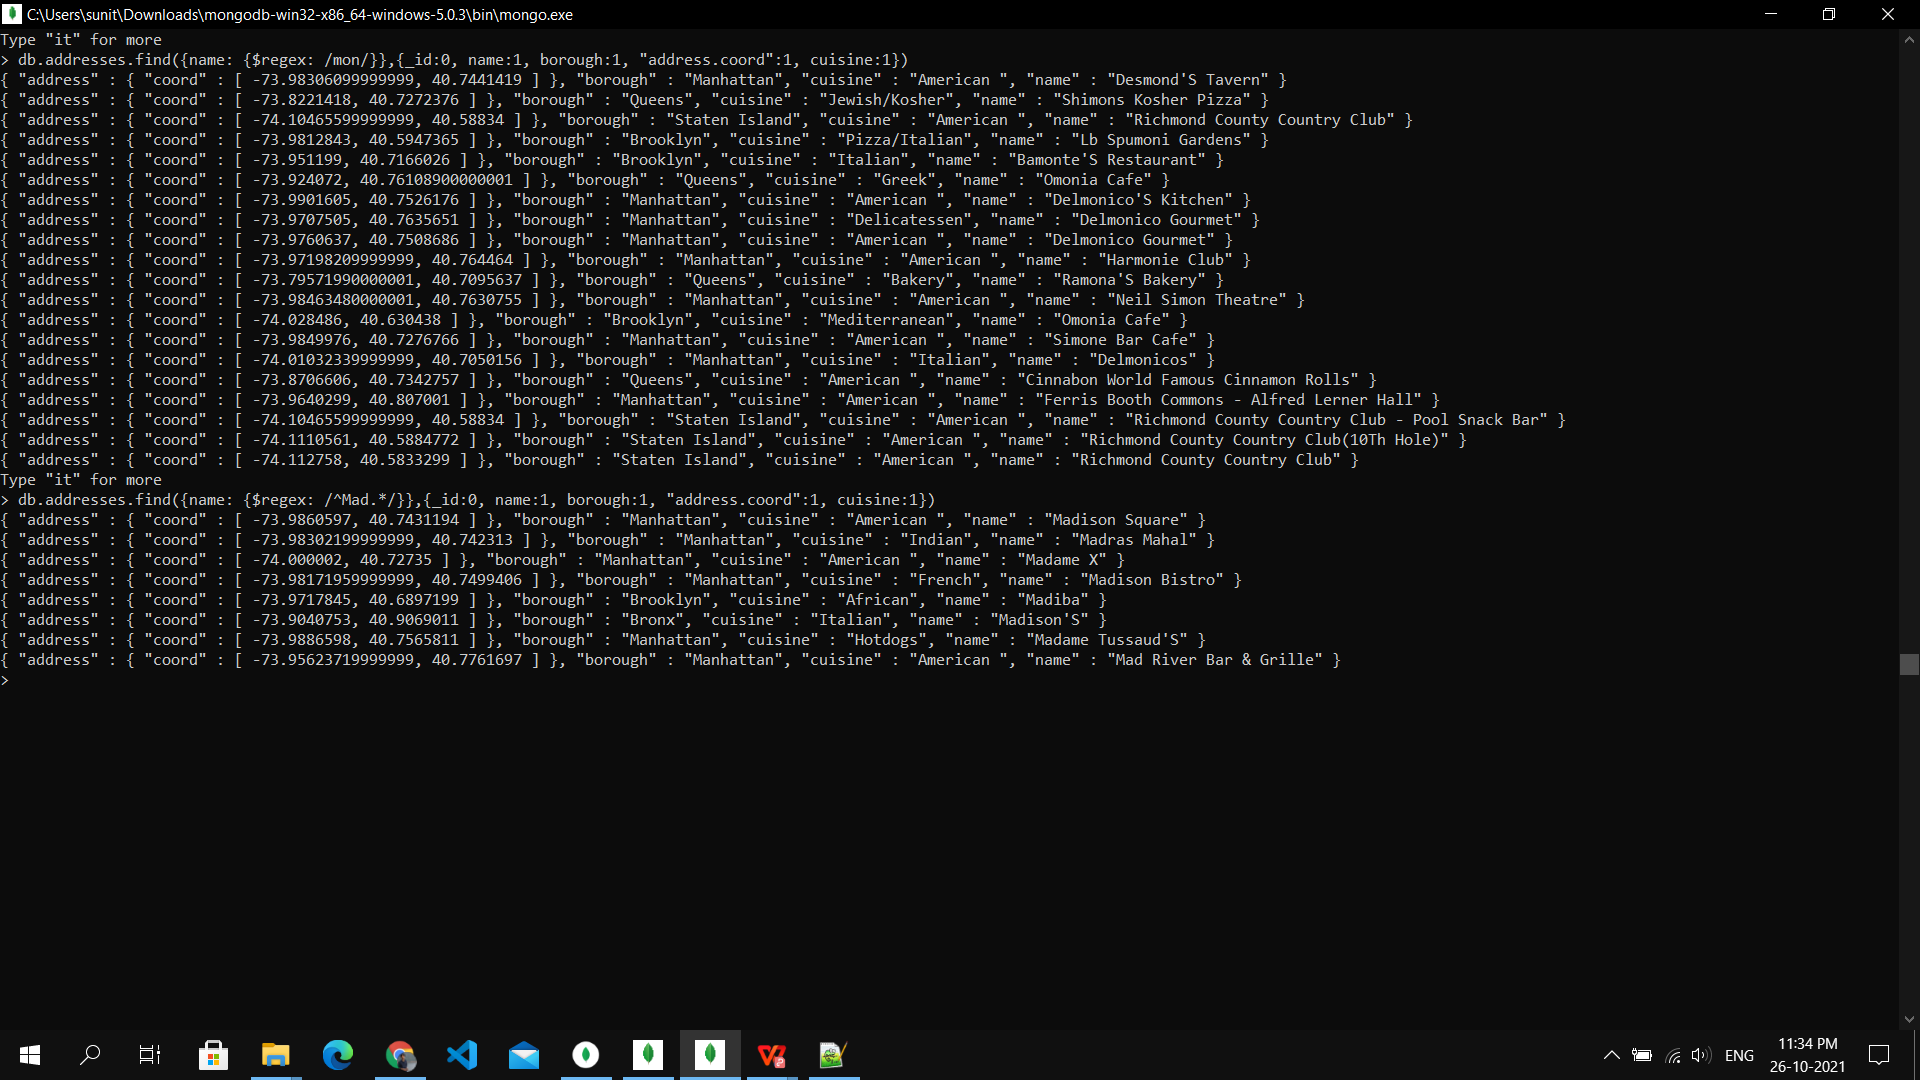 C:\Users\sunit\Downloads\mongodb-win32-x86_64-windows-5.0.3\bin\mongo.exe
Type "it" for more
> db.addresses.find({name: {$regex: /mon/}},{_id:0, name:1, borough:1, "address.coord":1, cuisine:1})
{ "address" : { "coord" : [ -73.98306099999999, 40.7441419 ] }, "borough" : "Manhattan", "cuisine" : "American ", "name" : "Desmond'S Tavern" }
{ "address" : { "coord" : [ -73.8221418, 40.7272376 ] }, "borough" : "Queens", "cuisine" : "Jewish/Kosher", "name" : "Shimons Kosher Pizza" }
{ "address" : { "coord" : [ -74.10465599999999, 40.58834 ] }, "borough" : "Staten Island", "cuisine" : "American ", "name" : "Richmond County Country Club" }
{ "address" : { "coord" : [ -73.9812843, 40.5947365 ] }, "borough" : "Brooklyn", "cuisine" : "Pizza/Italian", "name" : "Lb Spumoni Gardens" }
{ "address" : { "coord" : [ -73.951199, 40.7166026 ] }, "borough" : "Brooklyn", "cuisine" : "Italian", "name" : "Bamonte'S Restaurant" }
{ "address" : { "coord" : [ -73.924072, 40.76108900000001 ] }, "borough" : "Queens", "cuisine" : "Greek", "name" : "Omonia Cafe" }
{ "address" : { "coord" : [ -73.9901605, 40.7526176 ] }, "borough" : "Manhattan", "cuisine" : "American ", "name" : "Delmonico'S Kitchen" }
{ "address" : { "coord" : [ -73.9707505, 40.7635651 ] }, "borough" : "Manhattan", "cuisine" : "Delicatessen", "name" : "Delmonico Gourmet" }
{ "address" : { "coord" : [ -73.9760637, 40.7508686 ] }, "borough" : "Manhattan", "cuisine" : "American ", "name" : "Delmonico Gourmet" }
{ "address" : { "coord" : [ -73.97198209999999, 40.764464 ] }, "borough" : "Manhattan", "cuisine" : "American ", "name" : "Harmonie Club" }
{ "address" : { "coord" : [ -73.79571990000001, 40.7095637 ] }, "borough" : "Queens", "cuisine" : "Bakery", "name" : "Ramona'S Bakery" }
{ "address" : { "coord" : [ -73.98463480000001, 40.7630755 ] }, "borough" : "Manhattan", "cuisine" : "American ", "name" : "Neil Simon Theatre" }
{ "address" : { "coord" : [ -74.028486, 40.630438 ] }, "borough" : "Brooklyn", "cuisine" : "Mediterranean", "name" : "Omonia Cafe" }
{ "address" : { "coord" : [ -73.9849976, 40.7276766 ] }, "borough" : "Manhattan", "cuisine" : "American ", "name" : "Simone Bar Cafe" }
{ "address" : { "coord" : [ -74.01032339999999, 40.7050156 ] }, "borough" : "Manhattan", "cuisine" : "Italian", "name" : "Delmonicos" }
{ "address" : { "coord" : [ -73.8706606, 40.7342757 ] }, "borough" : "Queens", "cuisine" : "American ", "name" : "Cinnabon World Famous Cinnamon Rolls" }
{ "address" : { "coord" : [ -73.9640299, 40.807001 ] }, "borough" : "Manhattan", "cuisine" : "American ", "name" : "Ferris Booth Commons - Alfred Lerner Hall" }
{ "address" : { "coord" : [ -74.10465599999999, 40.58834 ] }, "borough" : "Staten Island", "cuisine" : "American ", "name" : "Richmond County Country Club - Pool Snack Bar" }
{ "address" : { "coord" : [ -74.1110561, 40.5884772 ] }, "borough" : "Staten Island", "cuisine" : "American ", "name" : "Richmond County Country Club(10Th Hole)" }
{ "address" : { "coord" : [ -74.112758, 40.5833299 ] }, "borough" : "Staten Island", "cuisine" : "American ", "name" : "Richmond County Country Club" }
Type "it" for more
> db.addresses.find({name: {$regex: /^Mad.*/}},{_id:0, name:1, borough:1, "address.coord":1, cuisine:1})
{ "address" : { "coord" : [ -73.9860597, 40.7431194 ] }, "borough" : "Manhattan", "cuisine" : "American ", "name" : "Madison Square" }
{ "address" : { "coord" : [ -73.98302199999999, 40.742313 ] }, "borough" : "Manhattan", "cuisine" : "Indian", "name" : "Madras Mahal" }
{ "address" : { "coord" : [ -74.000002, 40.72735 ] }, "borough" : "Manhattan", "cuisine" : "American ", "name" : "Madame X" }
{ "address" : { "coord" : [ -73.98171959999999, 40.7499406 ] }, "borough" : "Manhattan", "cuisine" : "French", "name" : "Madison Bistro" }
{ "address" : { "coord" : [ -73.9717845, 40.6897199 ] }, "borough" : "Brooklyn", "cuisine" : "African", "name" : "Madiba" }
{ "address" : { "coord" : [ -73.9040753, 40.9069011 ] }, "borough" : "Bronx", "cuisine" : "Italian", "name" : "Madison'S" }
{ "address" : { "coord" : [ -73.9886598, 40.7565811 ] }, "borough" : "Manhattan", "cuisine" : "Hotdogs", "name" : "Madame Tussaud'S" }
{ "address" : { "coord" : [ -73.95623719999999, 40.7761697 ] }, "borough" : "Manhattan", "cuisine" : "American ", "name" : "Mad River Bar & Grille" }
>
ENG
11:34 PM
26-10-2021